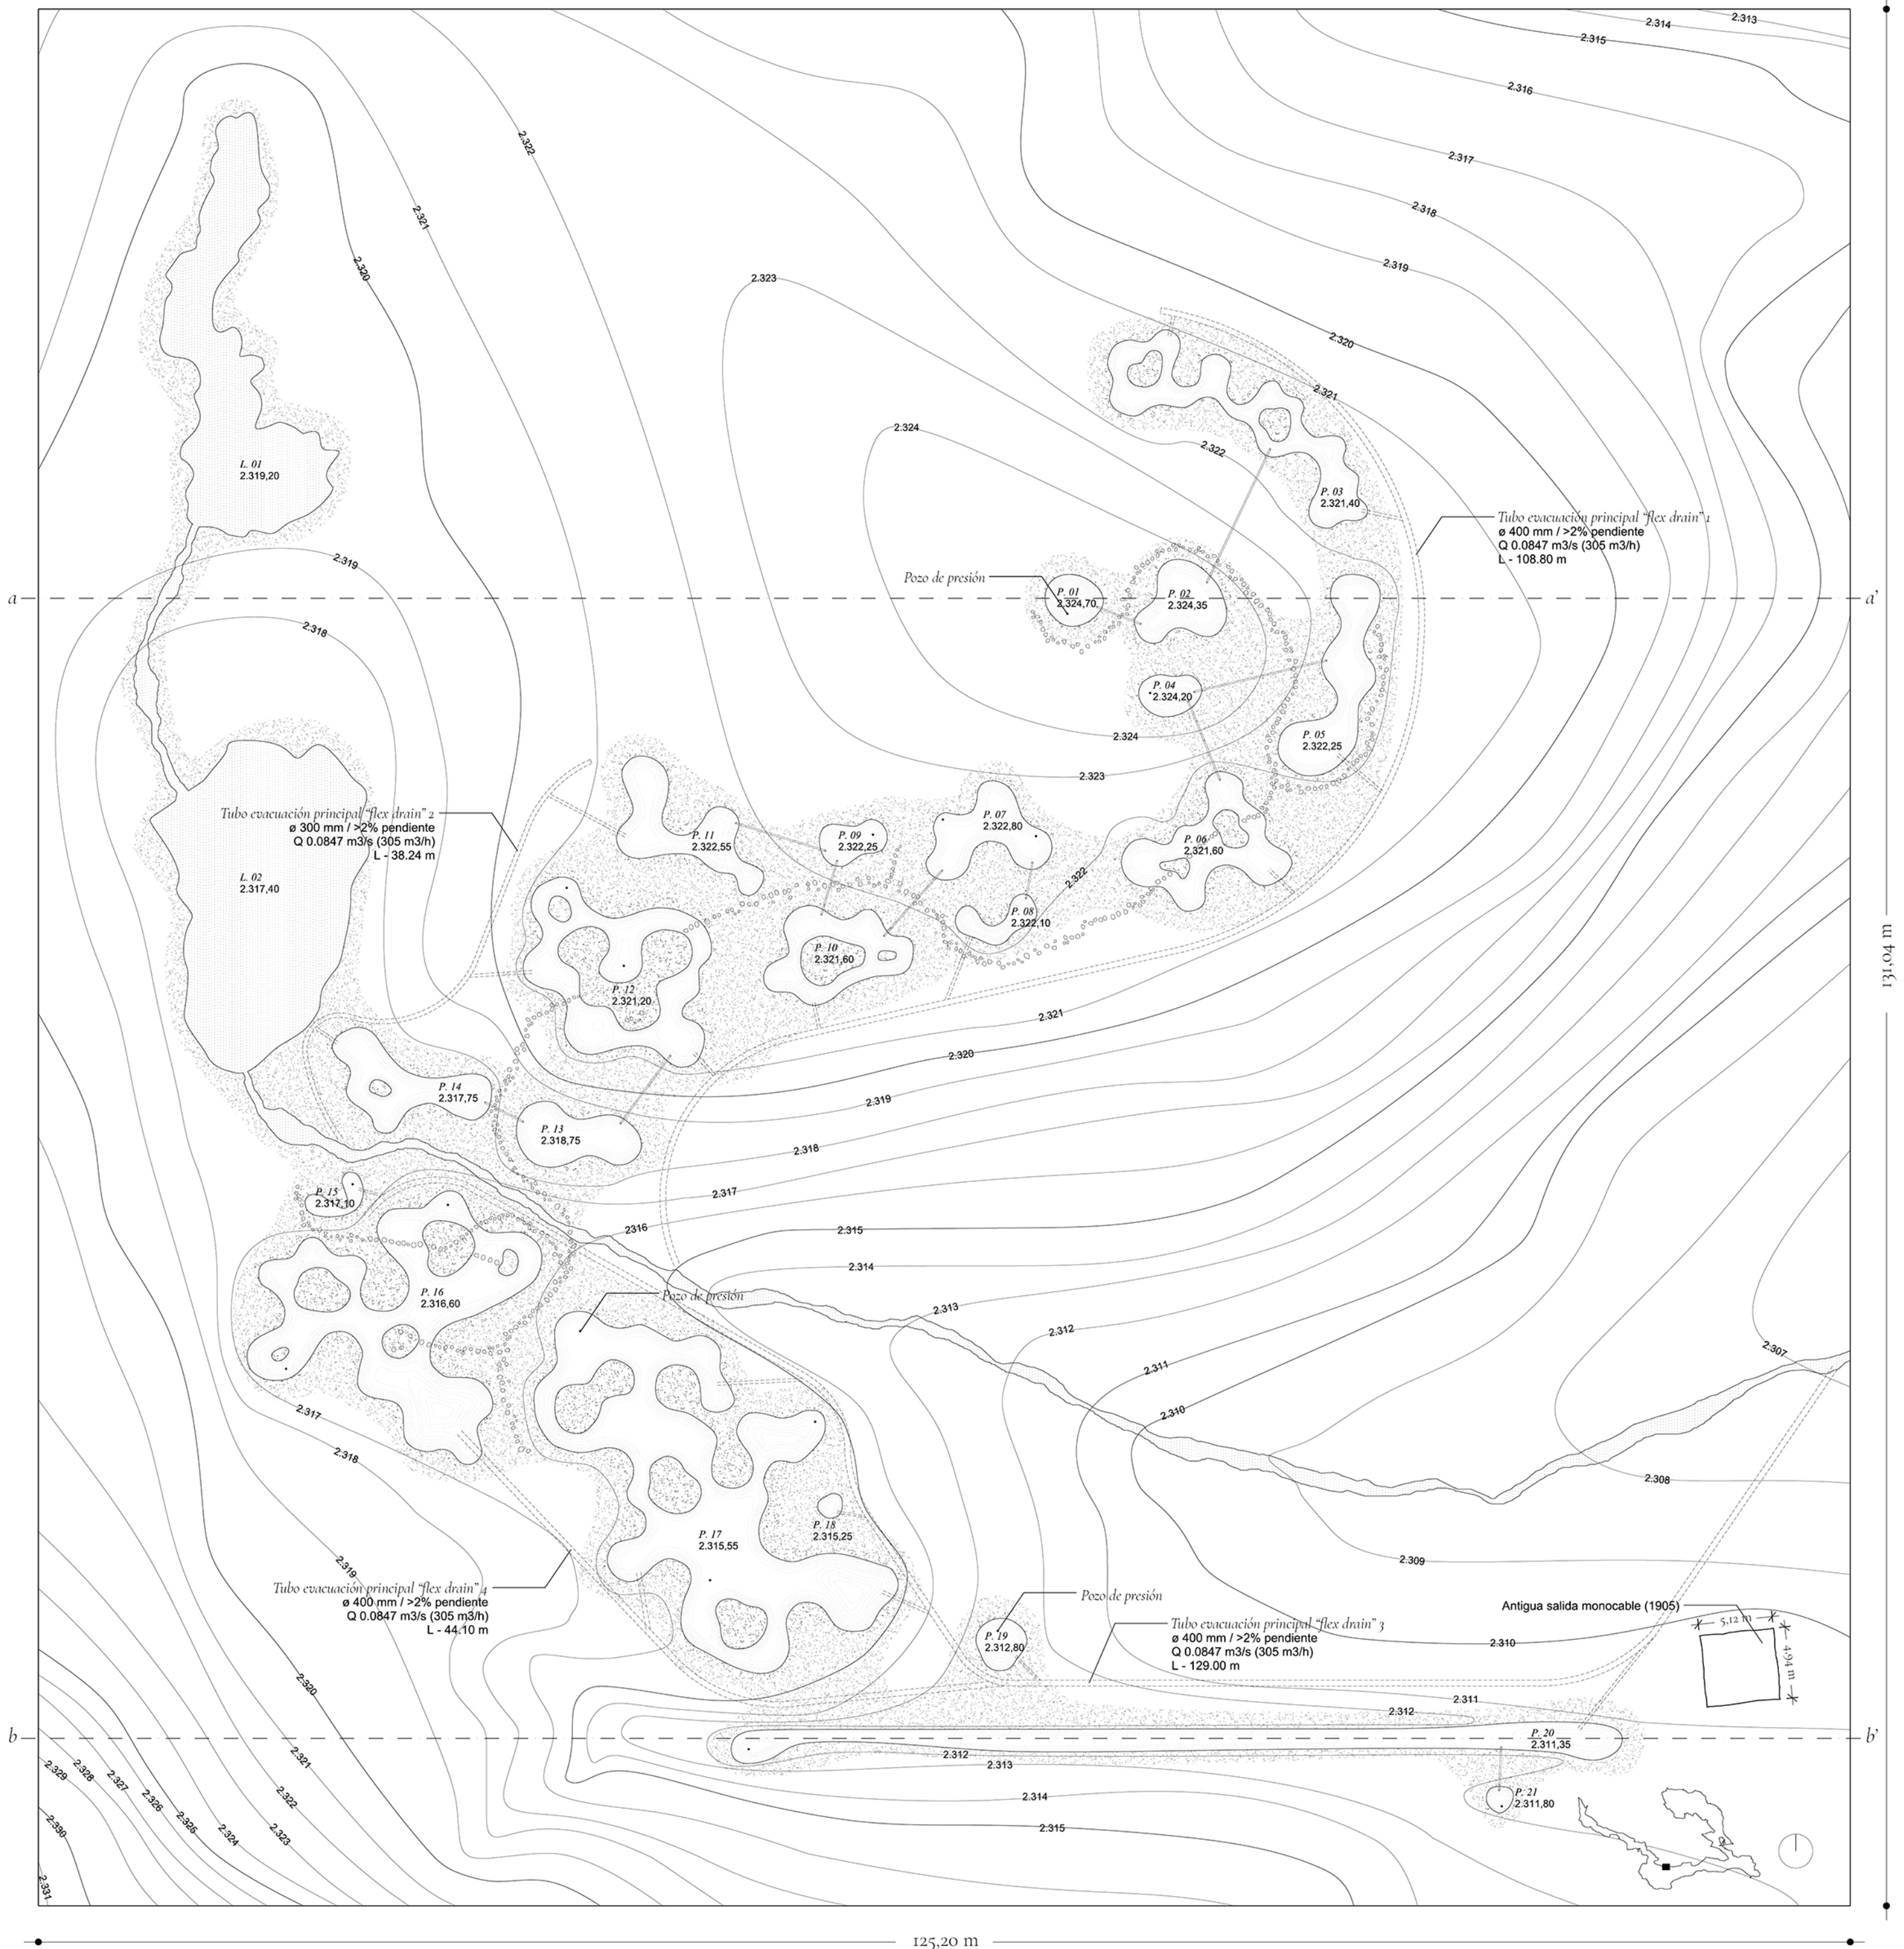 2.313
2.314
2.315
2.316
2.322
2.317
2.318
2.321
2.320
2.319
2.323
2.320
2.321
2.324
2.322
L. 01
2.319,20
P. 03
2.321,40
Tubo evacuación principal “flex drain” 1
ø 400 mm / >2% pendiente
Q 0.0847 m3/s (305 m3/h)
L - 108.80 m
2.319
Pozo de presión
P. 01
2.324,70
P. 02
2.324,35
a
a’
2.318
P. 04
2.324,20
2.324
P. 05
2.322,25
2.323
Tubo evacuación principal “flex drain” 2
ø 300 mm / >2% pendiente
Q 0.0847 m3/s (305 m3/h)
L - 38.24 m
P. 11
2.322,55
P. 09
2.322,25
P. 07
2.322,80
P. 06
2.321,60
L. 02
2.317,40
2.322
P. 08
2.322,10
P. 10
2.321,60
131,04 m
P. 12
2.321,20
2.321
2.320
P. 14
2.317,75
2.319
P. 13
2.318,75
2.318
P. 15
2.317,10
2.317
2316
2.315
2.314
P. 16
2.316,60
Pozo de presión
2.313
2.312
2.307
2.311
2.317
2.310
2.318
2.308
P. 18
2.315,25
P. 17
2.315,55
2.319
2.309
Tubo evacuación principal “flex drain” 4
ø 400 mm / >2% pendiente
Q 0.0847 m3/s (305 m3/h)
L - 44.10 m
Pozo de presión
Antigua salida monocable (1905)
5,12 m
4,94 m
P. 19
2.312,80
Tubo evacuación principal “flex drain” 3
ø 400 mm / >2% pendiente
Q 0.0847 m3/s (305 m3/h)
L - 129.00 m
2.310
2.320
2.311
2.312
b
b’
P. 20
2.311,35
2.312
2.321
2.313
2.329
2.328
2.327
2.326
2.325
2.324
2.323
2.322
2.314
P. 21
2.311,80
2.330
2.315
2.331
125,20 m